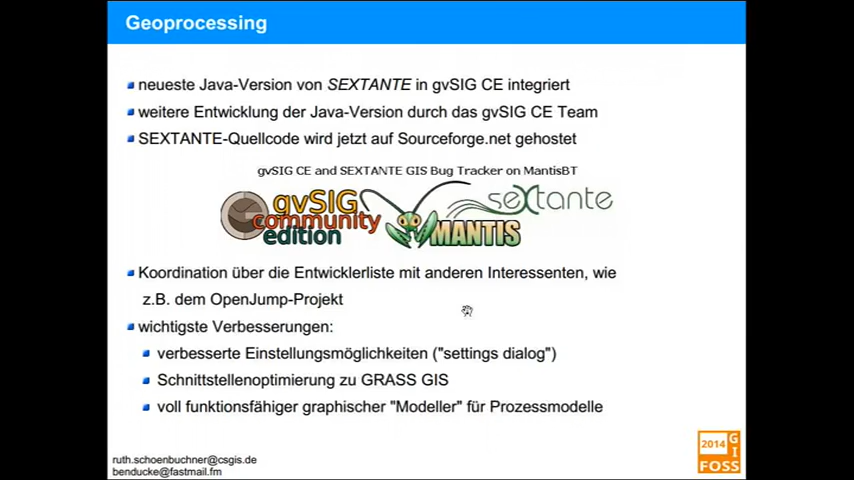 Geoprocessing
neueste Java-Version von SEXTANTE in gvSIG CE integriert
weitere Entwicklung der Java-Version durch das gvSIG CE Team
SEXTANTE-Quellcode wird jetzt auf Sourceforge.net gehostet
gvSIG CE and SEXTANTE GIS Bug Tracker on MantisBT
gvSIG
community
edition
MANTIS
sextante
Koordination über die Entwicklerliste mit anderen Interessenten, wie
z.B. dem OpenJump-Projekt
wichtigste Verbesserungen:
verbesserte Einstellungsmöglichkeiten ("settings dialog")
Schnittstellenoptimierung zu GRASS GIS
voll funktionsfähiger graphischer "Modeller" für Prozessmodelle
ruth.schoenbuchner@csgis.de
benducke@fastmail.fm
2014
GI
FOSS